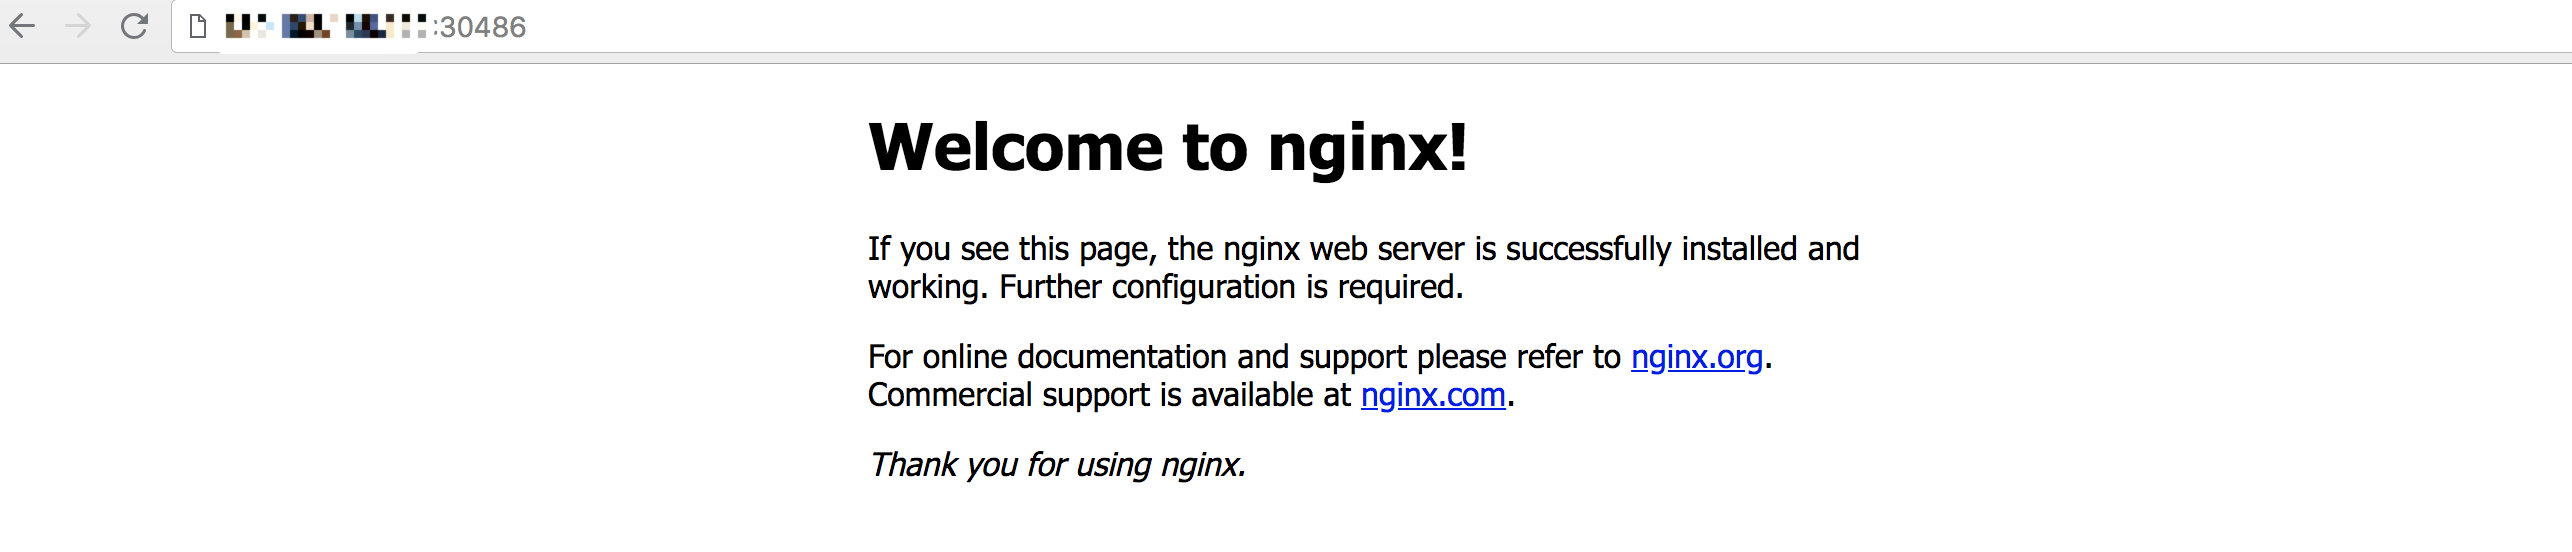 :30486
Welcome to nginx!
If you see this page, the nginx web server is successfully installed and
working. Further configuration is required.
For online documentation and support please refer to nginx.org.
Commercial support is available at nginx.com.
Thank you for using nginx.